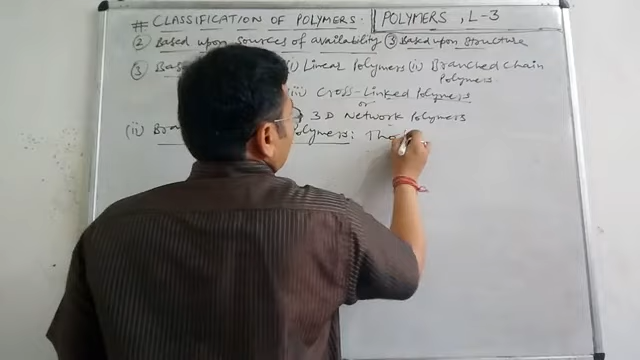 # CLASSIFICATION OF POLYMERS. POLYMERS, L-3
② Based upon sources of availability ③ Based upon Structure
③ (i) Linear Polymers (ii) Branched Chain
Polymers.
(iii) Cross-Linked Polymers
or
3D Network Polymers
(ii) Polymers: